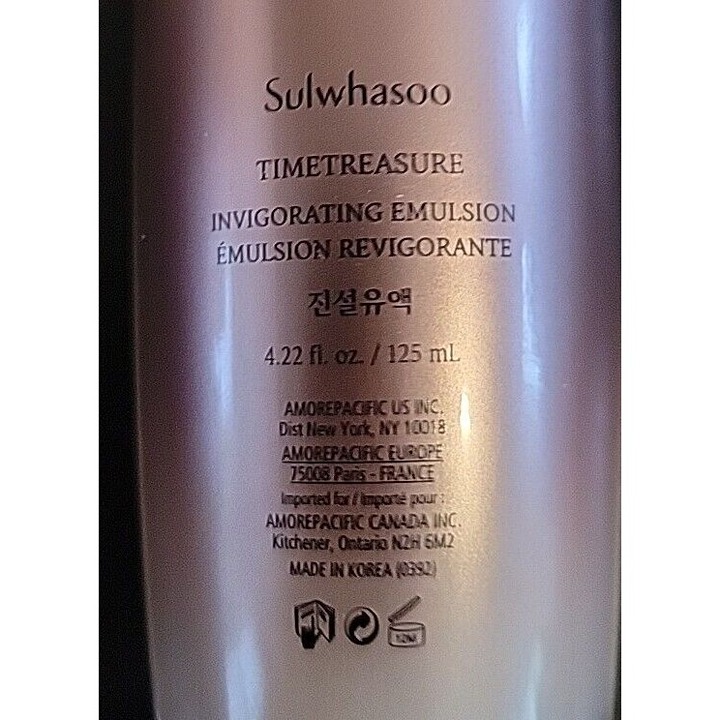 Sulwhasoo
TIMETREASURE
INVIGORATING EMULSION
ÉMULSION REVIGORANTE
진설유액
4.22 fl. oz. / 125 mL
AMOREPACIFIC US INC.
Dist New York, NY 10018
AMOREPACIFIC EUROPE
75008 Paris - FRANCE
Imported for / Importé pour :
AMOREPACIFIC CANADA INC.
Kitchener, Ontario N2H 6M2
MADE IN KOREA (0392)
12M